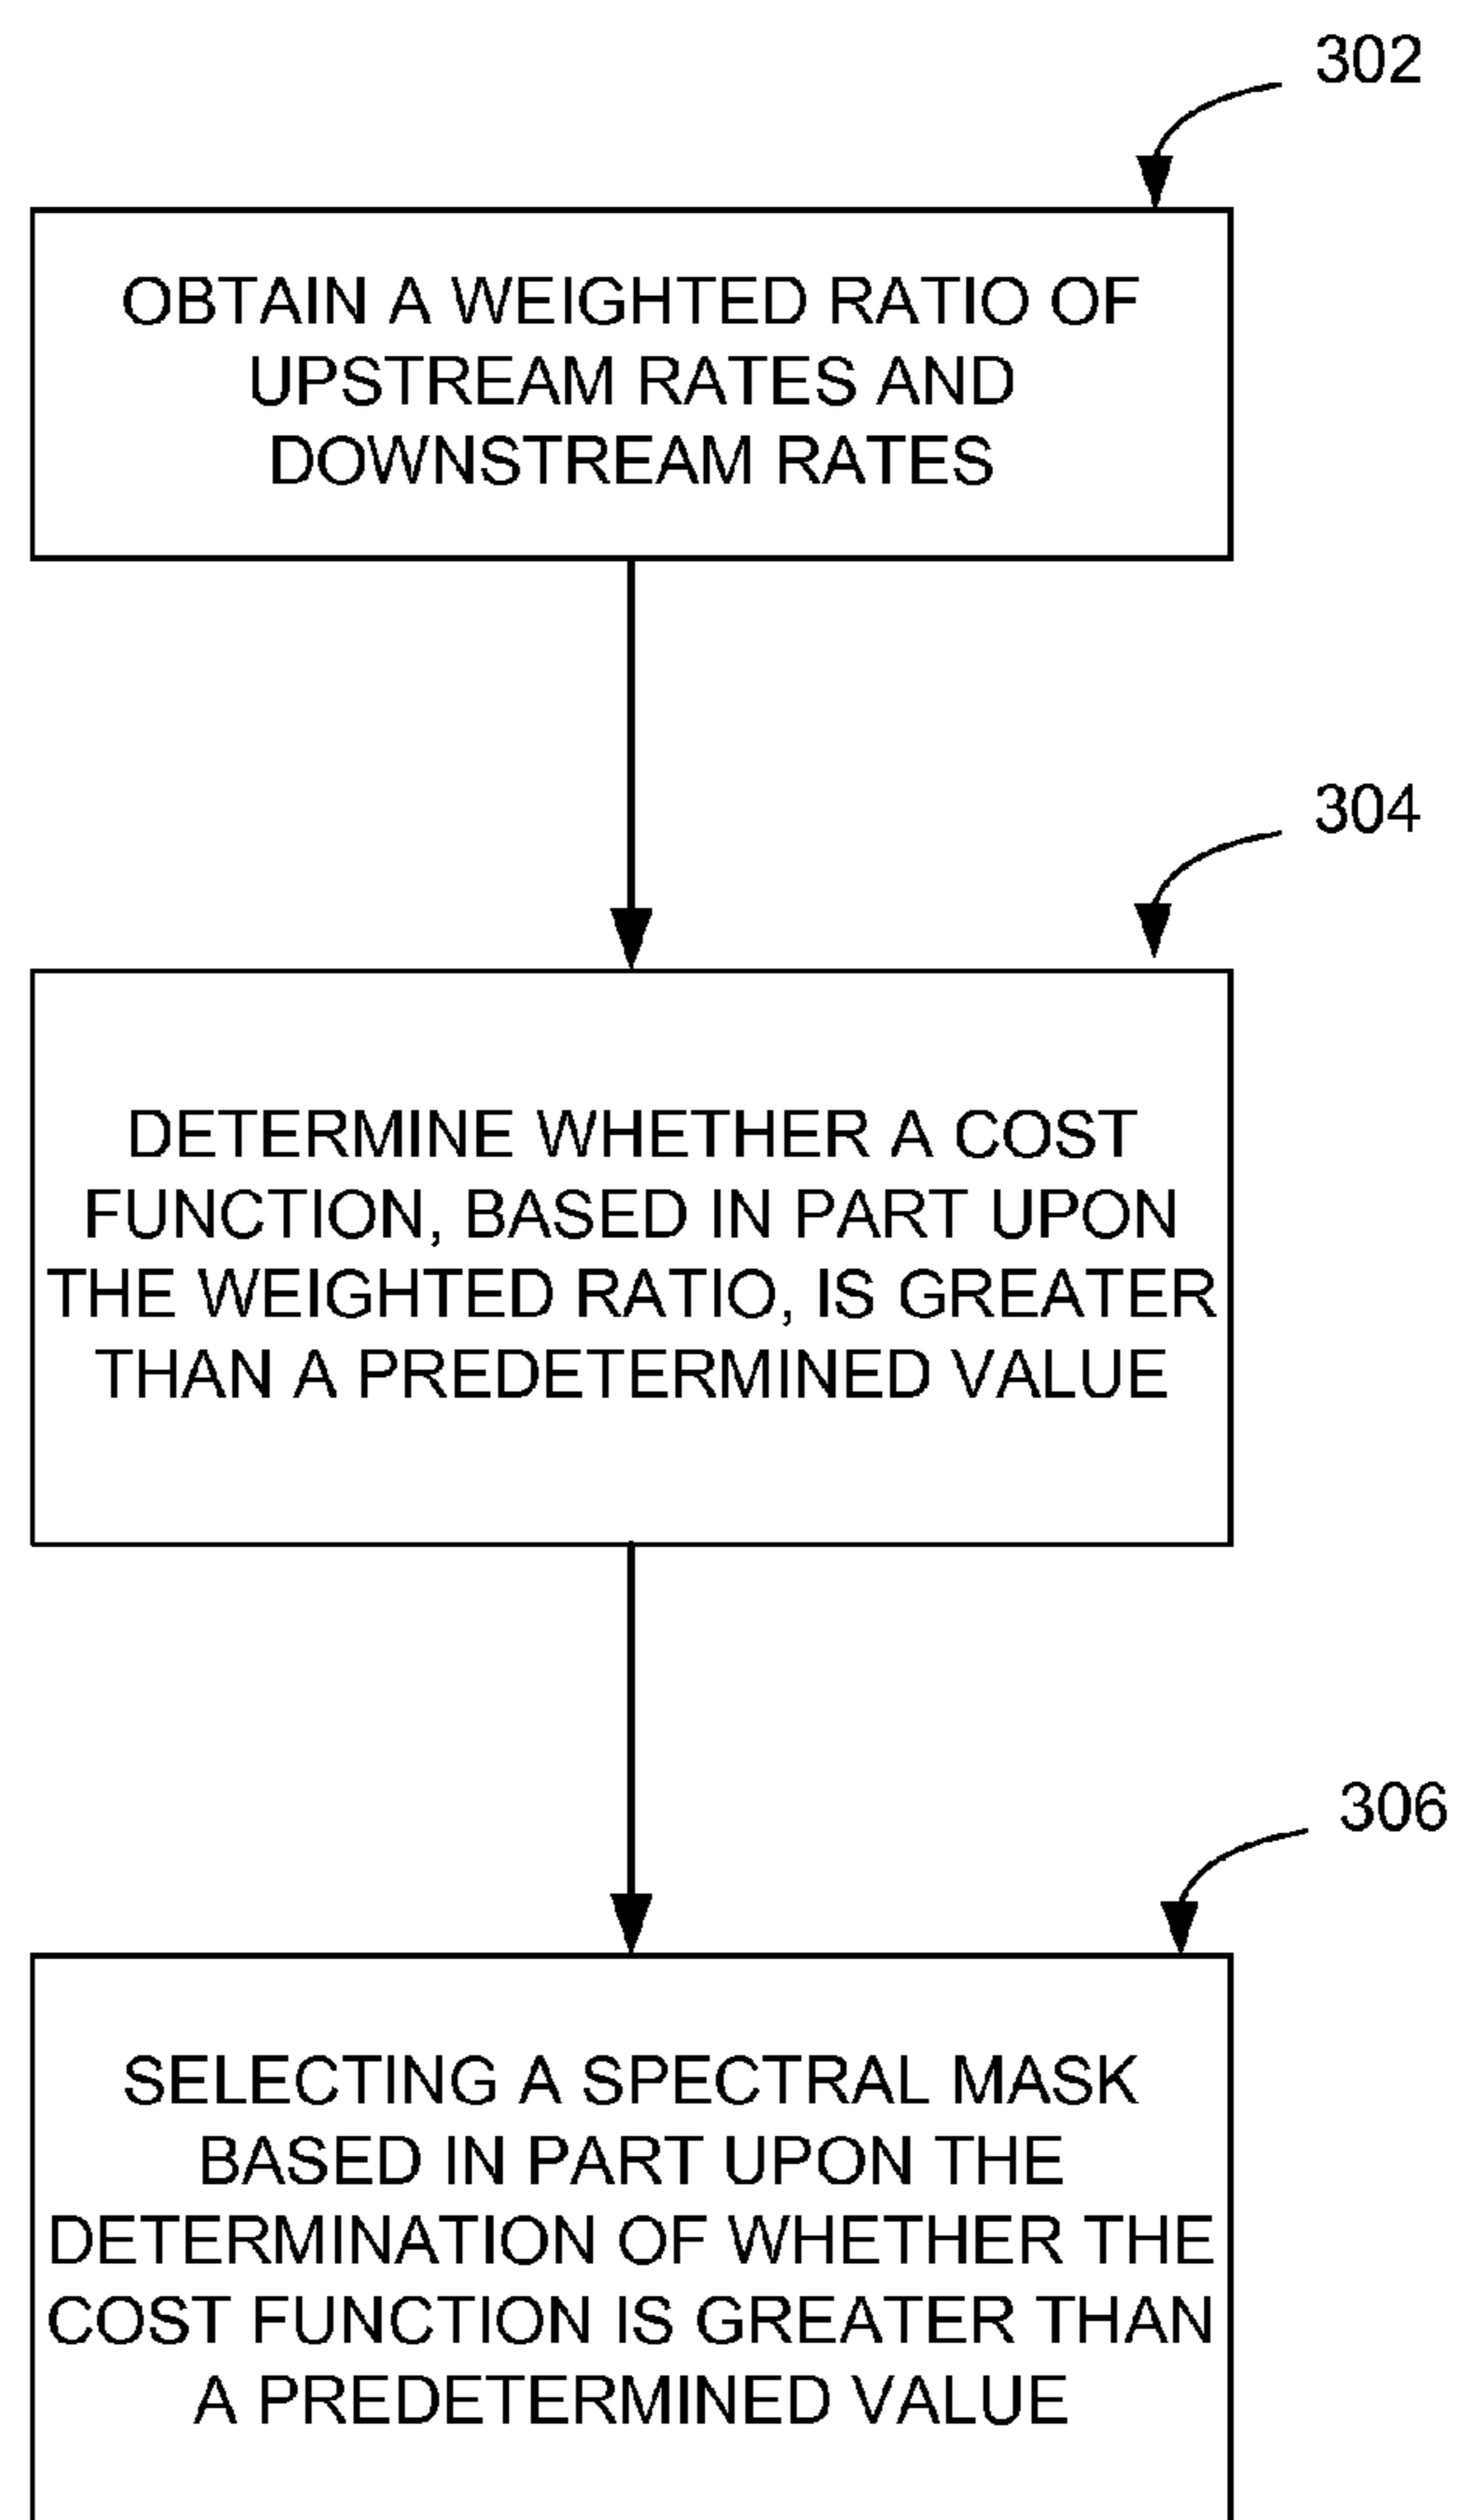 302
OBTAIN A WEIGHTED RATIO OF
UPSTREAM RATES AND
DOWNSTREAM RATES
304
DETERMINE WHETHER A COST
FUNCTION, BASED IN PART UPON
THE WEIGHTED RATIO, IS GREATER
THAN A PREDETERMINED VALUE
306
SELECTING A SPECTRAL MASK
BASED IN PART UPON THE
DETERMINATION OF WHETHER THE
COST FUNCTION IS GREATER THAN
A PREDETERMINED VALUE